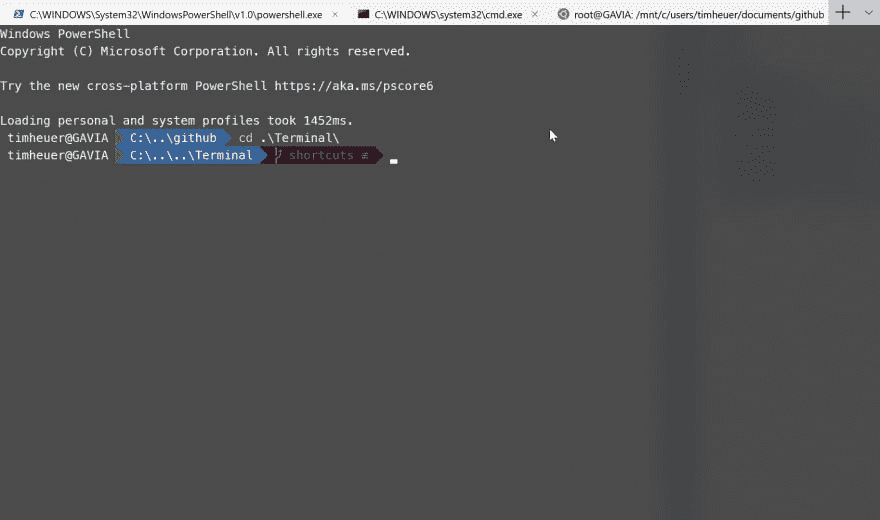 C:\WINDOWS\System32\WindowsPowerShell\v1.0\powershell.exe
C:\WINDOWS\system32\cmd.exe
root@GAVIA: /mnt/c/users/timheuer/documents/github
Windows PowerShell
Copyright (C) Microsoft Corporation. All rights reserved.
Try the new cross-platform PowerShell https://aka.ms/pscore6
Loading personal and system profiles took 1452ms.
timheuer@GAVIA C:\..\github cd .\Terminal\
timheuer@GAVIA C:\..\..\Terminal shortcuts ≢